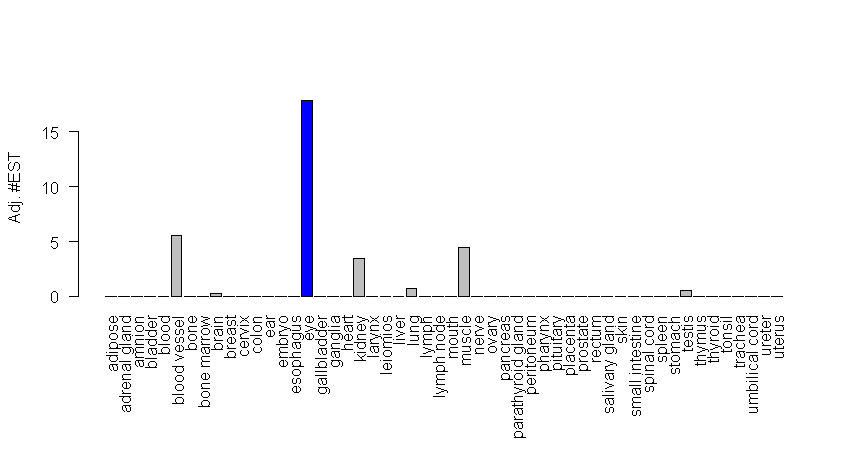 Adj. #EST
15
10
5
0
adipose
adrenal gland
amnion
bladder
blood
blood vessel
bone
bone marrow
brain
breast
cervix
colon
ear
embryo
esophagus
eye
gallbladder
ganglia
heart
kidney
larynx
leiomios
liver
lung
lymph
lymph node
mouth
muscle
nerve
ovary
pancreas
parathyroid gland
peritoneum
pharynx
pituitary
placenta
prostate
rectum
salivary gland
skin
small intestine
spinal cord
spleen
stomach
testis
thymus
thyroid
tonsil
trachea
umbilical cord
ureter
uterus